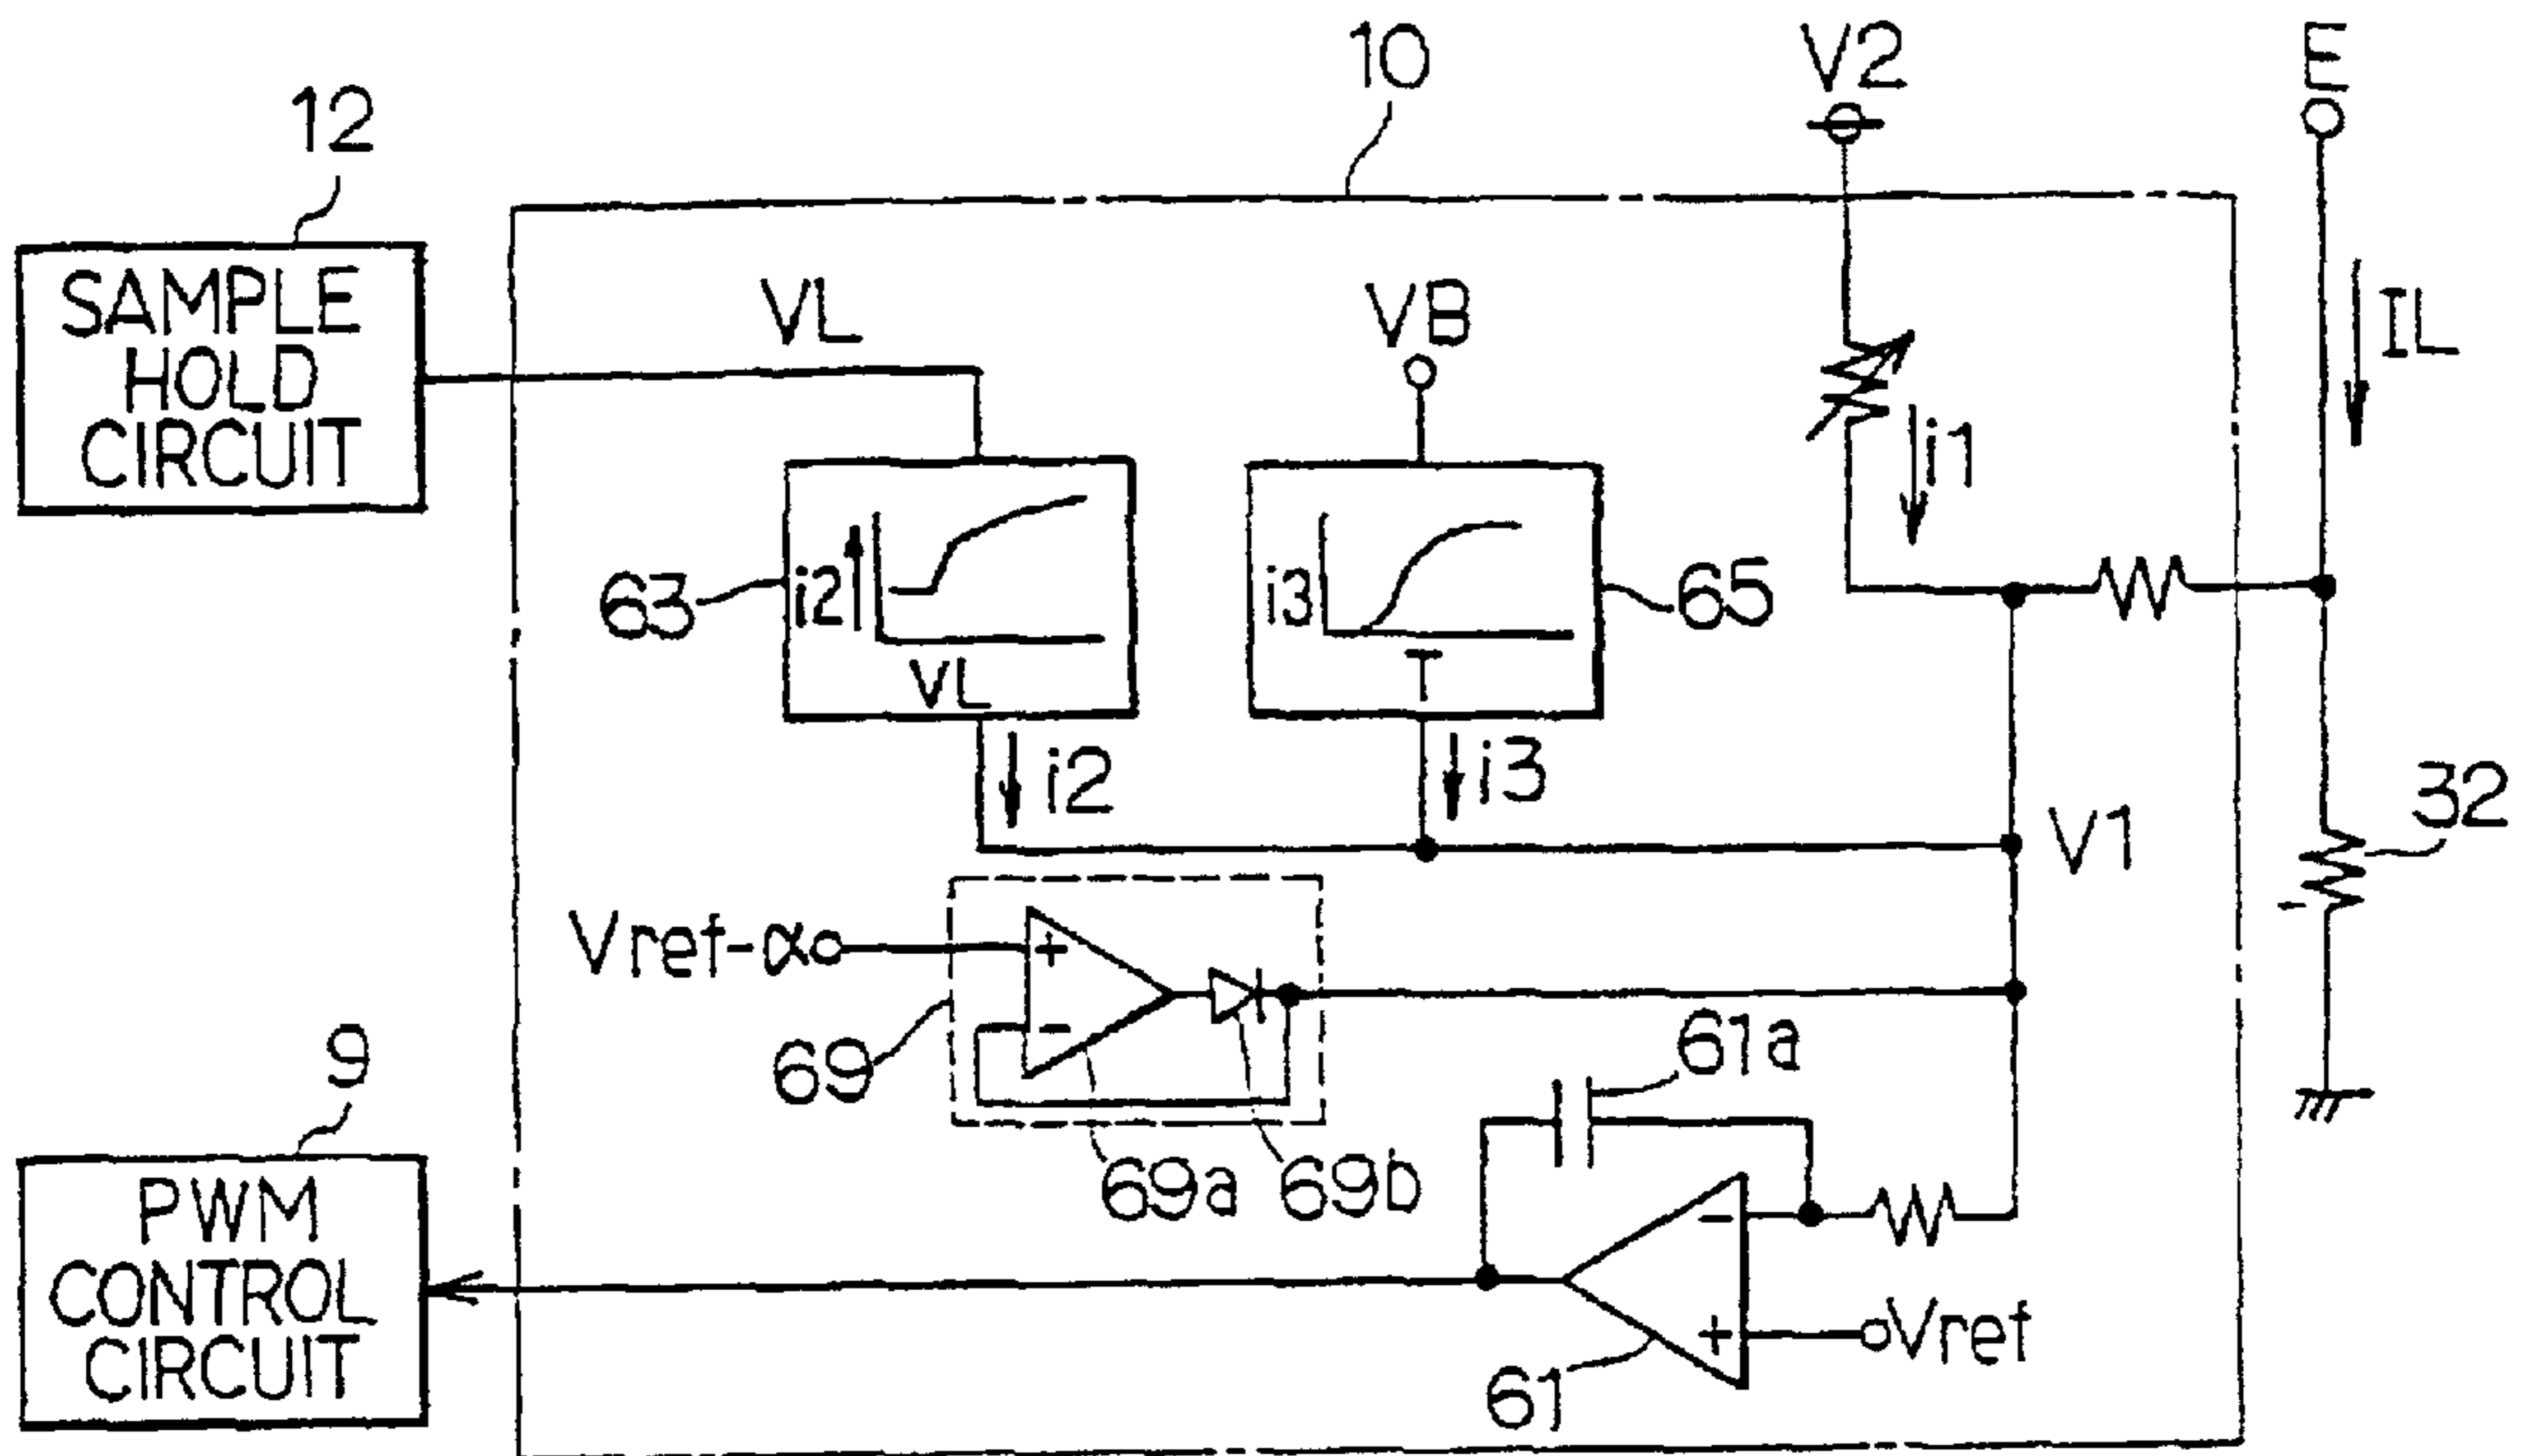 10
V2
E
12
SAMPLE
HOLD
CIRCUIT
VL
VB
IL
i1
63
i2
VL
i3
T
65
i2
i3
V1
32
Vref-α
+
-
69
61a
9
69a
69b
PWM
CONTROL
CIRCUIT
-
+
Vref
61